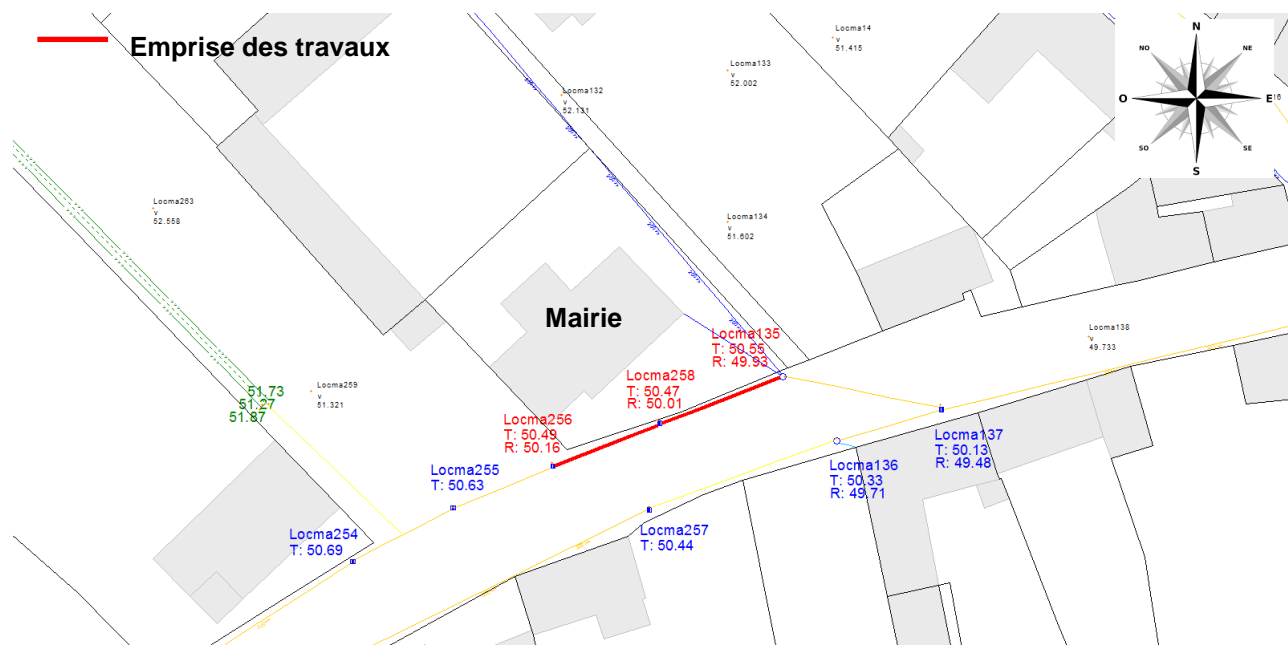 Emprise des travaux
Locma14
v
51.415
Locma133
v
52.002
Locma132
v
52.131
N
NO
NE
O
E
SO
SE
S
16
Locma263
v
52.558
Locma134
v
51.602
Mairie
Locma135
T: 50.55
R: 49.93
Locma138
v
49.733
Locma258
T: 50.47
R: 50.01
51.73
51.27
51.87
Locma259
v
51.321
Locma256
T: 50.49
R: 50.16
Locma255
T: 50.63
Locma137
T: 50.13
R: 49.48
Locma136
T: 50.33
R: 49.71
Locma254
T: 50.69
Locma257
T: 50.44